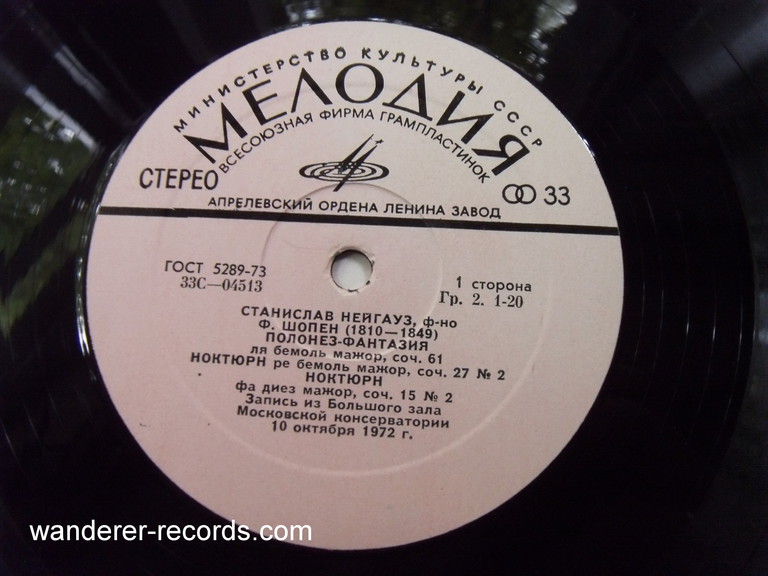 МИНИСТЕРСТВО КУЛЬТУРЫ СССР
МЕЛОДИЯ
ВСЕСОЮЗНАЯ ФИРМА ГРАМПЛАСТИНОК
СТЕРЕО
33
АПРЕЛЕВСКИЙ ОРДЕНА ЛЕНИНА ЗАВОД
ГОСТ 5289-73
33С—04513
1 сторона
Гр. 2. 1-20
СТАНИСЛАВ НЕЙГАУЗ, ф-но
Ф. ШОПЕН (1810—1849)
ПОЛОНЕЗ-ФАНТАЗИЯ
ля бемоль мажор, соч. 61
НОКТЮРН ре бемоль мажор, соч. 27 № 2
НОКТЮРН
фа диез мажор, соч. 15 № 2
Запись из Большого зала
Московской консерватории
10 октября 1972 г.
wanderer-records.com